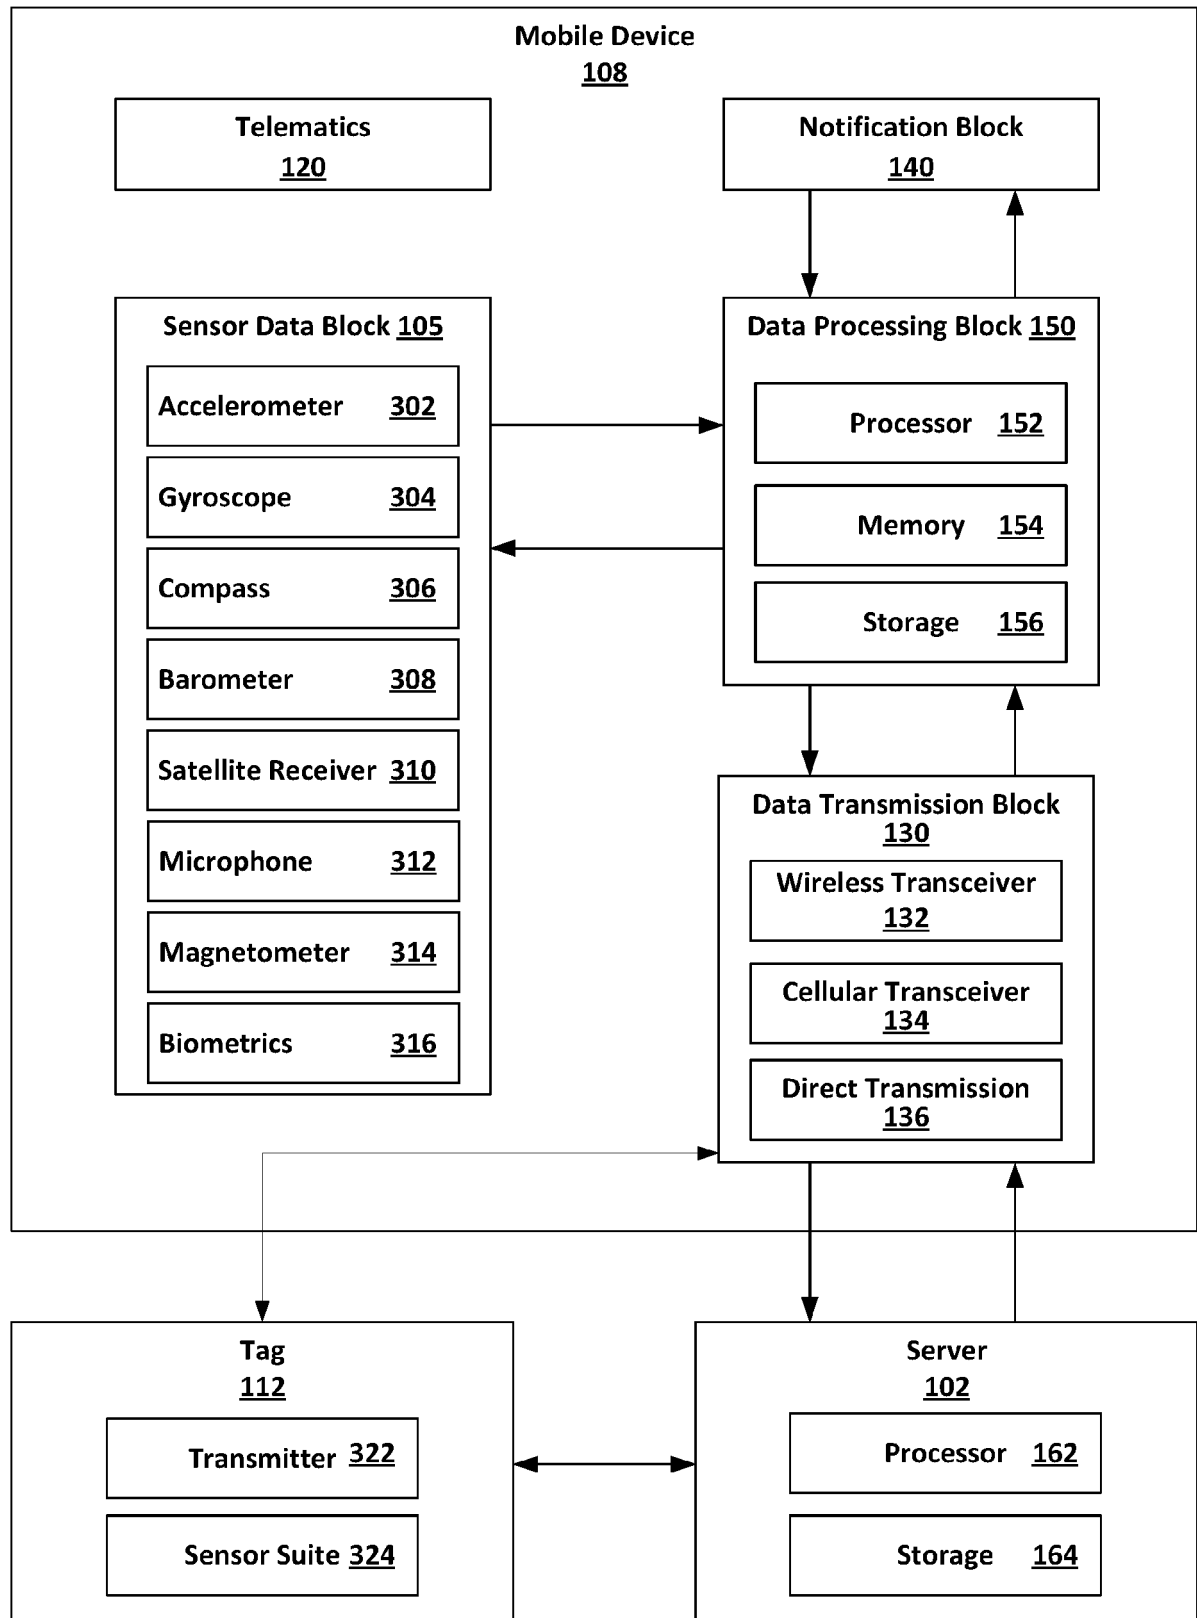 Mobile Device
108
Telematics
120
Notification Block
140
Sensor Data Block 105
Accelerometer 302
Gyroscope 304
Compass 306
Barometer 308
Satellite Receiver 310
Microphone 312
Magnetometer 314
Biometrics 316
Data Processing Block 150
Processor 152
Memory 154
Storage 156
Data Transmission Block
130
Wireless Transceiver
132
Cellular Transceiver
134
Direct Transmission
136
Tag
112
Transmitter 322
Sensor Suite 324
Server
102
Processor 162
Storage 164